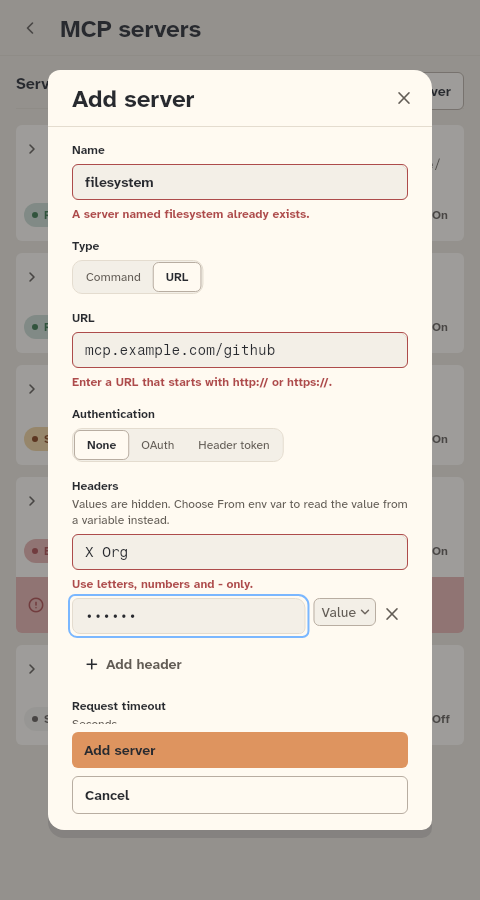 MCP servers
Serv
ver
Add server
Name
filesystem
A server named filesystem already exists.
Type
Command URL
URL
mcp.example.com/github
Enter a URL that starts with http:// or https://.
Authentication
None OAuth Header token
Headers
Values are hidden. Choose From env var to read the value from
a variable instead.
X Org
Use letters, numbers and - only.
•••••• Value
+ Add header
Request timeout
Seconds
Add server
Cancel
On
On
On
On
Off